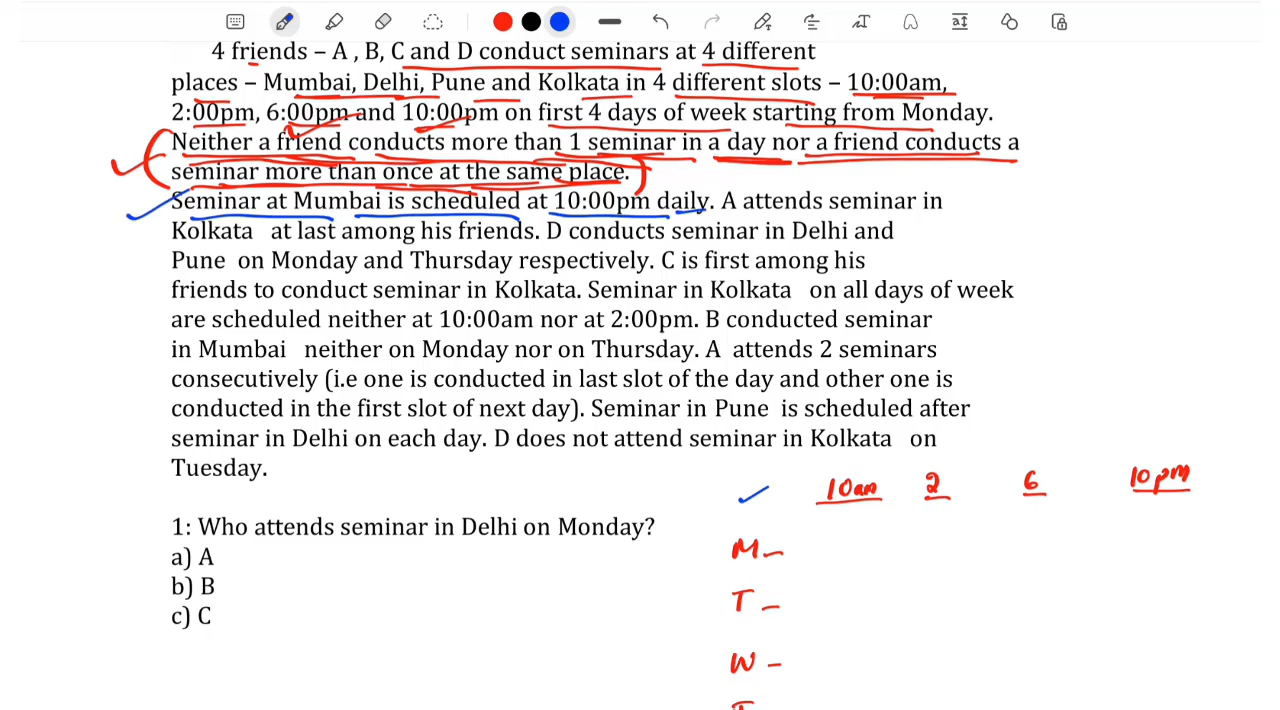 4 friends – A , B, C and D conduct seminars at 4 different
places – Mumbai, Delhi, Pune and Kolkata in 4 different slots – 10:00am,
2:00pm, 6:00pm and 10:00pm on first 4 days of week starting from Monday.
Neither a friend conducts more than 1 seminar in a day nor a friend conducts a
seminar more than once at the same place.
Seminar at Mumbai is scheduled at 10:00pm daily. A attends seminar in
Kolkata at last among his friends. D conducts seminar in Delhi and
Pune on Monday and Thursday respectively. C is first among his
friends to conduct seminar in Kolkata. Seminar in Kolkata on all days of week
are scheduled neither at 10:00am nor at 2:00pm. B conducted seminar
in Mumbai neither on Monday nor on Thursday. A attends 2 seminars
consecutively (i.e one is conducted in last slot of the day and other one is
conducted in the first slot of next day). Seminar in Pune is scheduled after
seminar in Delhi on each day. D does not attend seminar in Kolkata on
Tuesday.
10am 2 6 10pm
1: Who attends seminar in Delhi on Monday?
M –
a) A
b) B
T –
c) C
W –